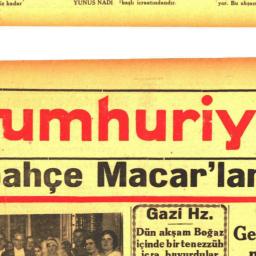 YUNUS NADİ
başlı icraatındandır.
yor. Bu akşam
umhuriy
bahçe Macar'lar
Gazi Hz.
Dün akşam Boğaz
içinde bir tenezzüh
icra buyurdular
Ge